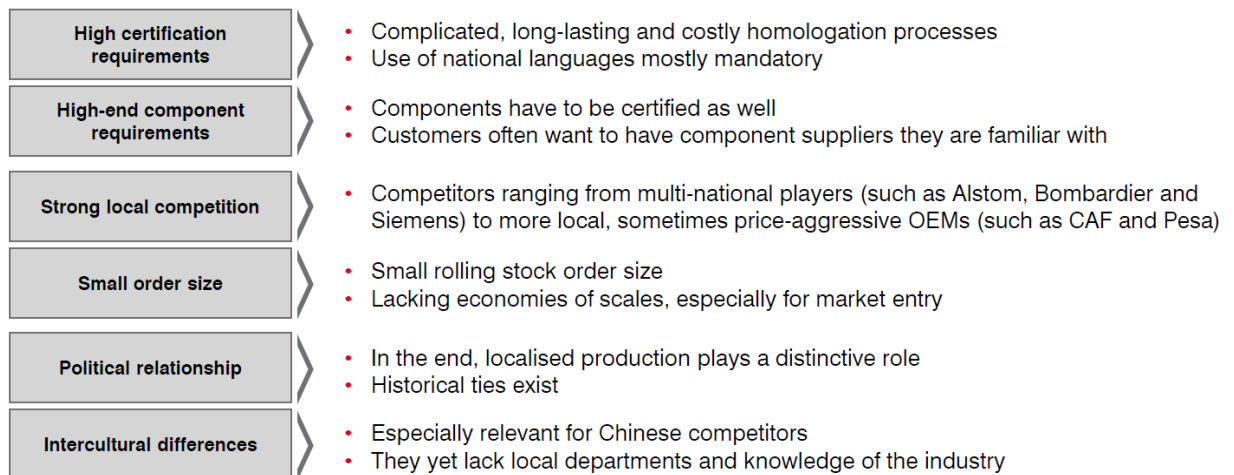 High certification
requirements
• Complicated, long-lasting and costly homologation processes
• Use of national languages mostly mandatory
High-end component
requirements
• Components have to be certified as well
• Customers often want to have component suppliers they are familiar with
Strong local competition
• Competitors ranging from multi-national players (such as Alstom, Bombardier and
Siemens) to more local, sometimes price-aggressive OEMs (such as CAF and Pesa)
Small order size
• Small rolling stock order size
• Lacking economies of scales, especially for market entry
Political relationship
• In the end, localised production plays a distinctive role
• Historical ties exist
Intercultural differences
• Especially relevant for Chinese competitors
• They yet lack local departments and knowledge of the industry